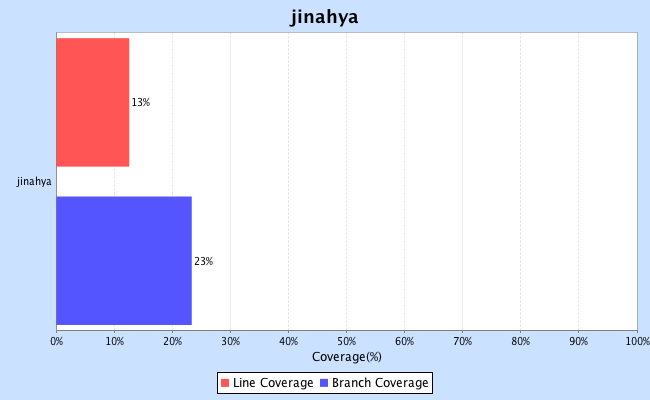 jinahya
13%
jinahya
23%
0% 10% 20% 30% 40% 50% 60% 70% 80% 90% 100%
Coverage(%)
Line Coverage Branch Coverage